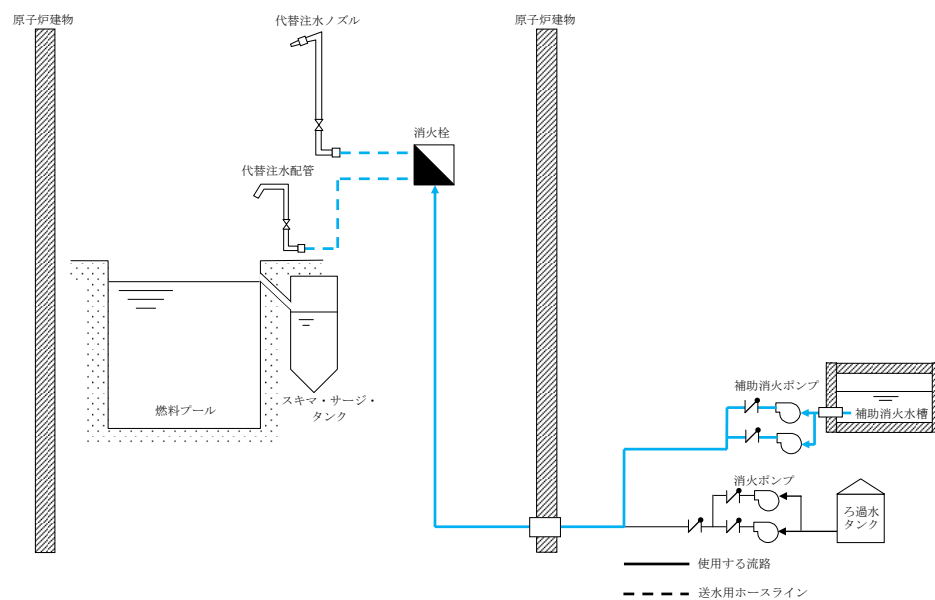 原子炉建物
代替注水ノズル
原子炉建物
消火栓
代替注水配管
補助消火ポンプ
補助消火水槽
燃料プール
スキマ・サージ・
タンク
消火ポンプ
ろ過水
タンク
使用する流路
送水用ホースライン